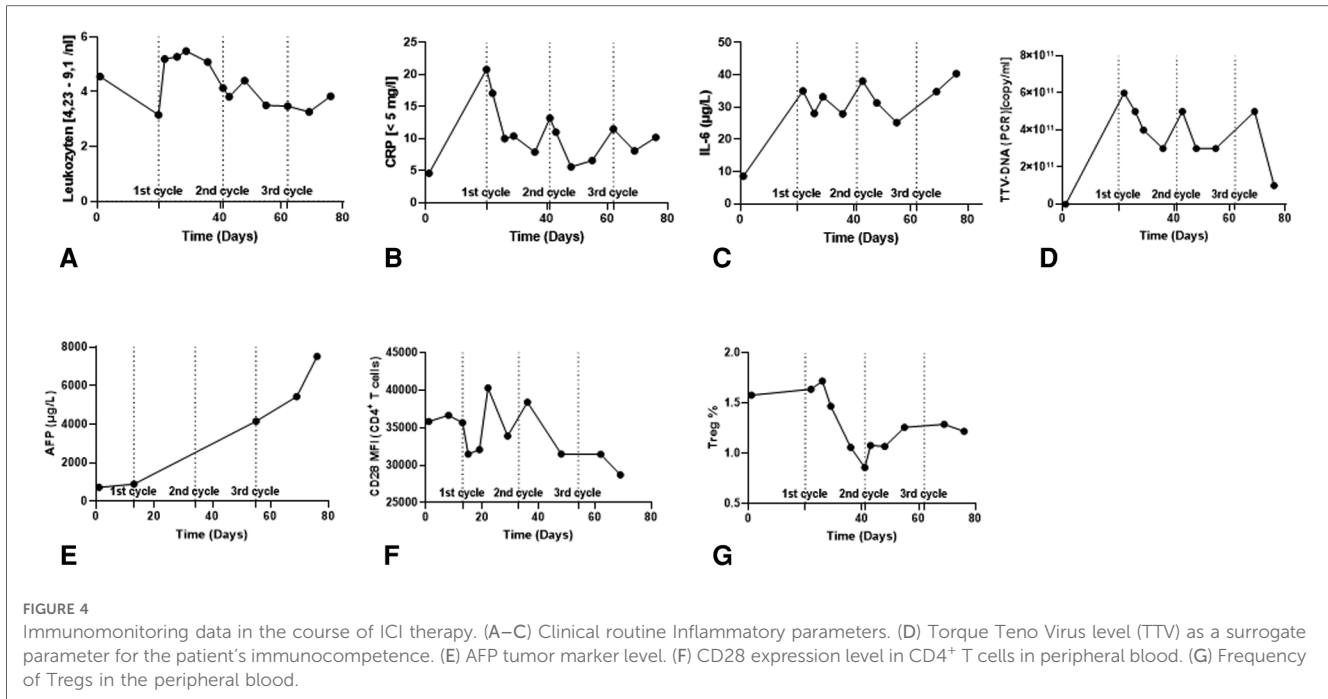 Leukozyten [4,23 - 9,1 /nl]
6
4
2
0
1st cycle 2nd cycle 3rd cycle
0 20 40 60 80
Time (Days)
A
CRP [< 5 mg/l]
25
20
15
10
5
0
1st cycle 2nd cycle 3rd cycle
0 20 40 60 80
Time (Days)
B
IL-6 (µg/L)
50
40
30
20
10
0
1st cycle 2nd cycle 3rd cycle
0 20 40 60 80
Time (Days)
C
TTV-DNA (PCR)[copy/ml]
8×10¹¹
6×10¹¹
4×10¹¹
2×10¹¹
0
1st cycle 2nd cycle 3rd cycle
0 20 40 60 80
Time (Days)
D
AFP (µg/L)
8000
6000
4000
2000
0
1st cycle 2nd cycle 3rd cycle
0 20 40 60 80
Time (Days)
E
CD28 MFI (CD4⁺ T cells)
45000
40000
35000
30000
25000
1st cycle 2nd cycle 3rd cycle
0 20 40 60 80
Time (Days)
F
Treg %
2.0
1.5
1.0
0.5
1st cycle 2nd cycle 3rd cycle
0 20 40 60 80
Time (Days)
G
FIGURE 4
Immunomonitoring data in the course of ICI therapy. (A–C) Clinical routine Inflammatory parameters. (D) Torque Teno Virus level (TTV) as a surrogate
parameter for the patient's immunocompetence. (E) AFP tumor marker level. (F) CD28 expression level in CD4⁺ T cells in peripheral blood. (G) Frequency
of Tregs in the peripheral blood.